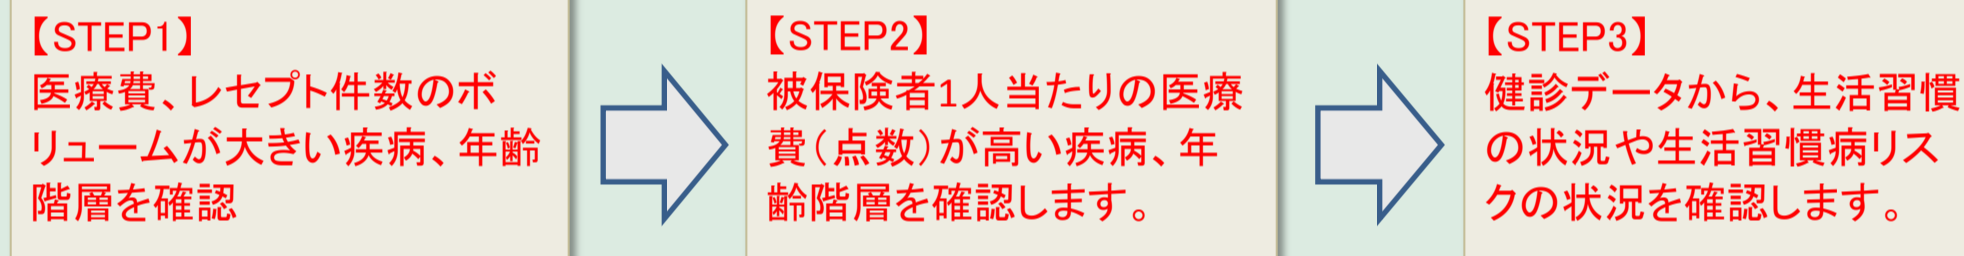 【STEP1】
医療費、レセプト件数のボ
リュームが大きい疾病、年齢
階層を確認
【STEP2】
被保険者1人当たりの医療
費（点数）が高い疾病、年
齢階層を確認します。
【STEP3】
健診データから、生活習慣
の状況や生活習慣病リス
クの状況を確認します。